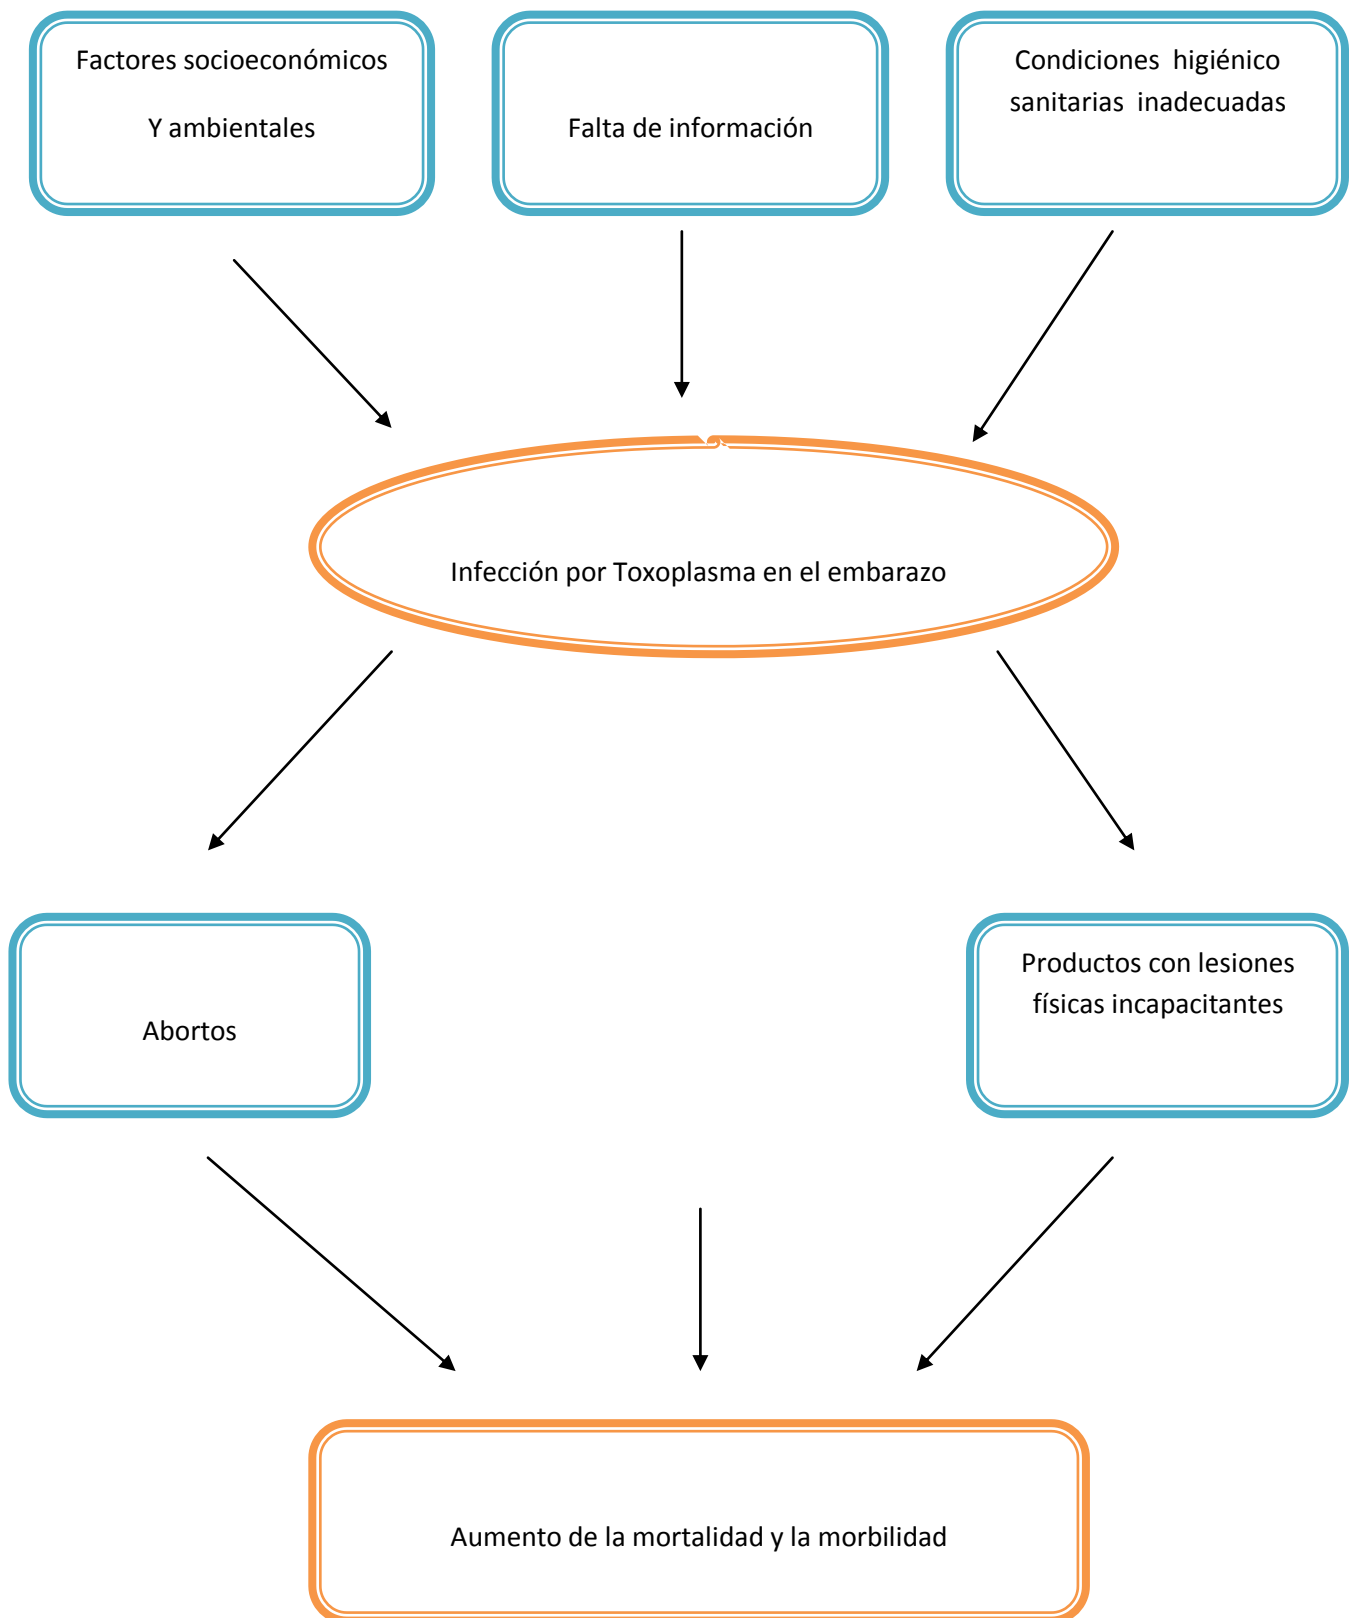 Factores socioeconómicos
Y ambientales
Falta de información
Condiciones higiénico
sanitarias inadecuadas
Infección por Toxoplasma en el embarazo
Abortos
Productos con lesiones
físicas incapacitantes
Aumento de la mortalidad y la morbilidad